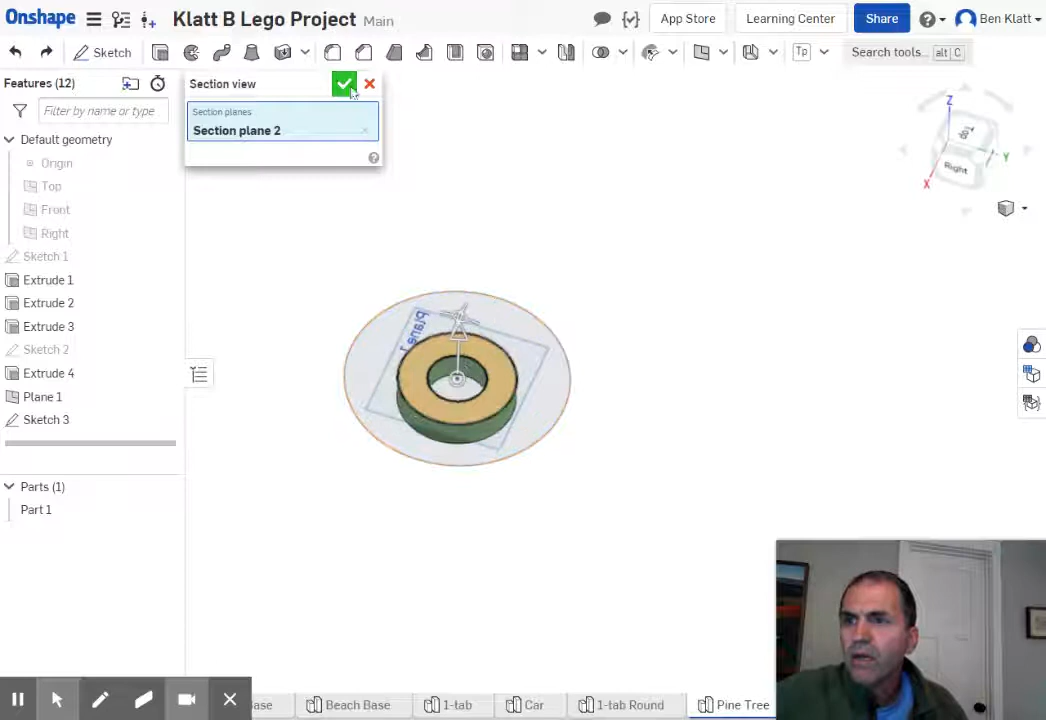 Onshape
Klatt B Lego Project Main
App Store
Learning Center
Share
Ben Klatt
Sketch
Tp
Search tools... alt C
Features (12)
Filter by name or type
Default geometry
Origin
Top
Front
Right
Sketch 1
Extrude 1
Extrude 2
Extrude 3
Sketch 2
Extrude 4
Plane 1
Sketch 3
Parts (1)
Part 1
Section view
Section planes
Section plane 2
Plane 1
Z
Y
X
Right
ase
Beach Base
1-tab
Car
1-tab Round
Pine Tree